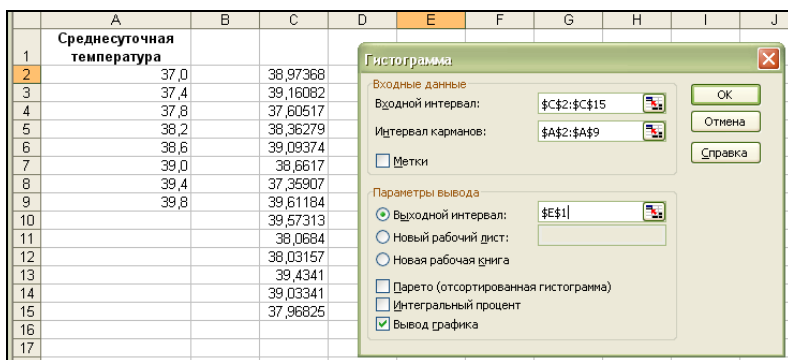 A B C D E F G H I J
1 Среднесуточная температура
2 37,0 38,97368
3 37,4 39,16082
4 37,8 37,60517
5 38,2 38,36279
6 38,6 39,09374
7 39,0 38,6617
8 39,4 37,35907
9 39,8 39,61184
10 39,57313
11 38,0684
12 38,03157
13 39,4341
14 39,03341
15 37,96825
16
17
Гистограмма
Входные данные
Входной интервал: $C$2:$C$15
Интервал карманов: $A$2:$A$9
Метки
OK
Отмена
Справка
Параметры вывода
Выходной интервал: $E$1
Новый рабочий лист:
Новая рабочая книга
Парето (отсортированная гистограмма)
Интегральный процент
Вывод графика